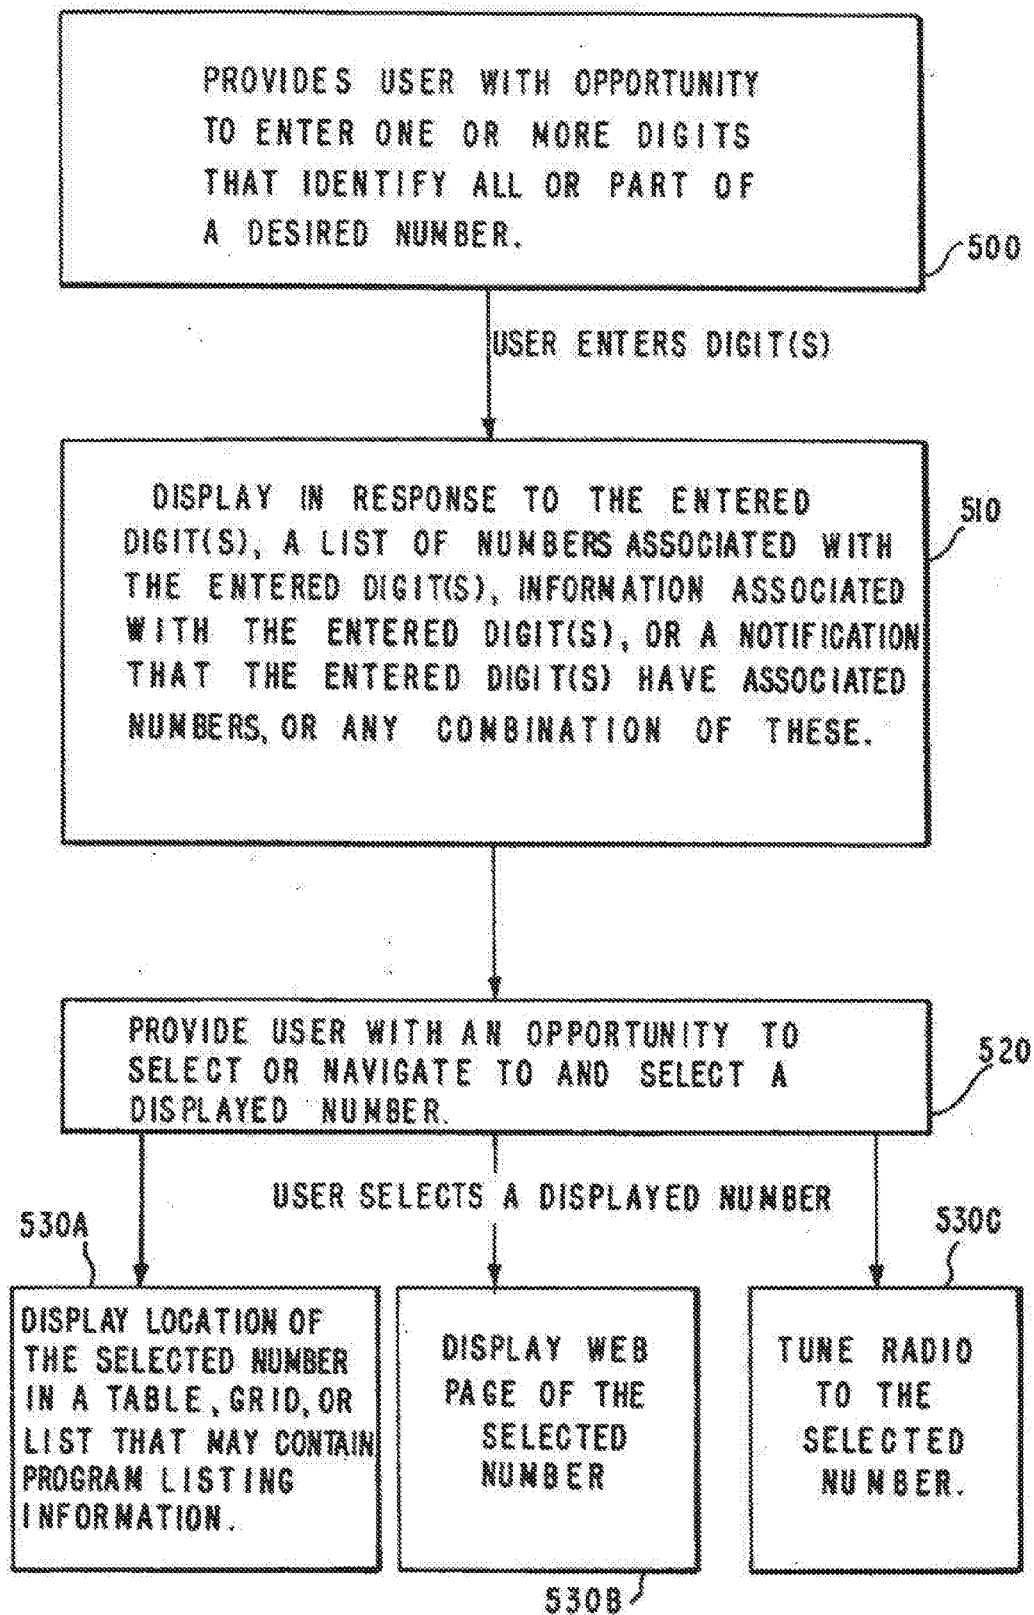 PROVIDES USER WITH OPPORTUNITY
TO ENTER ONE OR MORE DIGITS
THAT IDENTIFY ALL OR PART OF
A DESIRED NUMBER.
500
USER ENTERS DIGIT(S)
DISPLAY IN RESPONSE TO THE ENTERED
DIGIT(S), A LIST OF NUMBERS ASSOCIATED WITH
THE ENTERED DIGIT(S), INFORMATION ASSOCIATED
WITH THE ENTERED DIGIT(S), OR A NOTIFICATION
THAT THE ENTERED DIGIT(S) HAVE ASSOCIATED
NUMBERS, OR ANY COMBINATION OF THESE.
510
PROVIDE USER WITH AN OPPORTUNITY TO
SELECT OR NAVIGATE TO AND SELECT A
DISPLAYED NUMBER.
520
USER SELECTS A DISPLAYED NUMBER
530A
DISPLAY LOCATION OF
THE SELECTED NUMBER
IN A TABLE, GRID, OR
LIST THAT MAY CONTAIN
PROGRAM LISTING
INFORMATION.
DISPLAY WEB
PAGE OF THE
SELECTED
NUMBER
530B
530C
TUNE RADIO
TO THE
SELECTED
NUMBER.